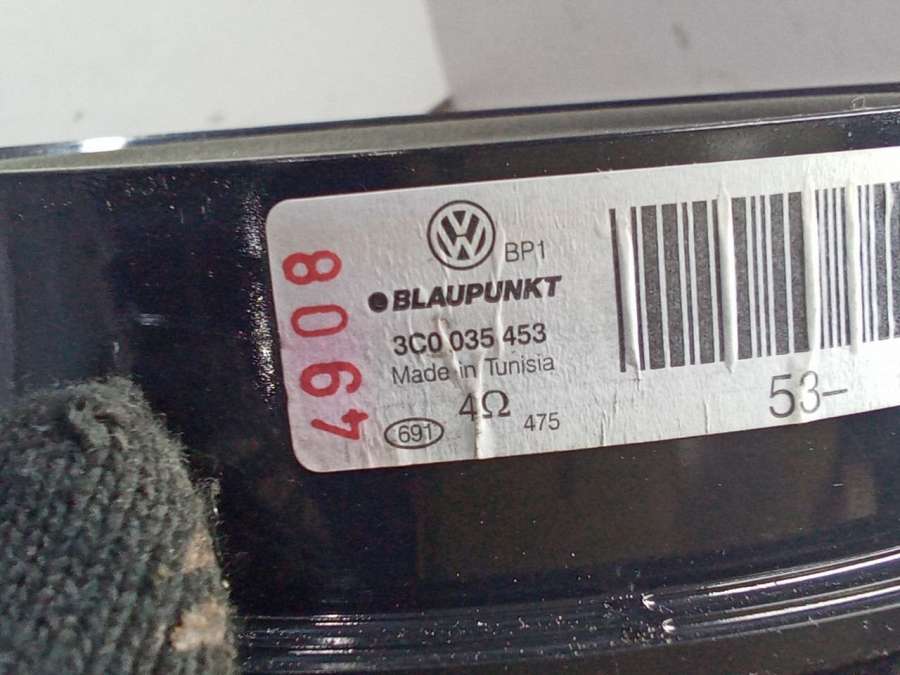 BP1
BLAUPUNKT
3C0 035 453
Made in Tunisia
4Ω
691
475
53-
4908